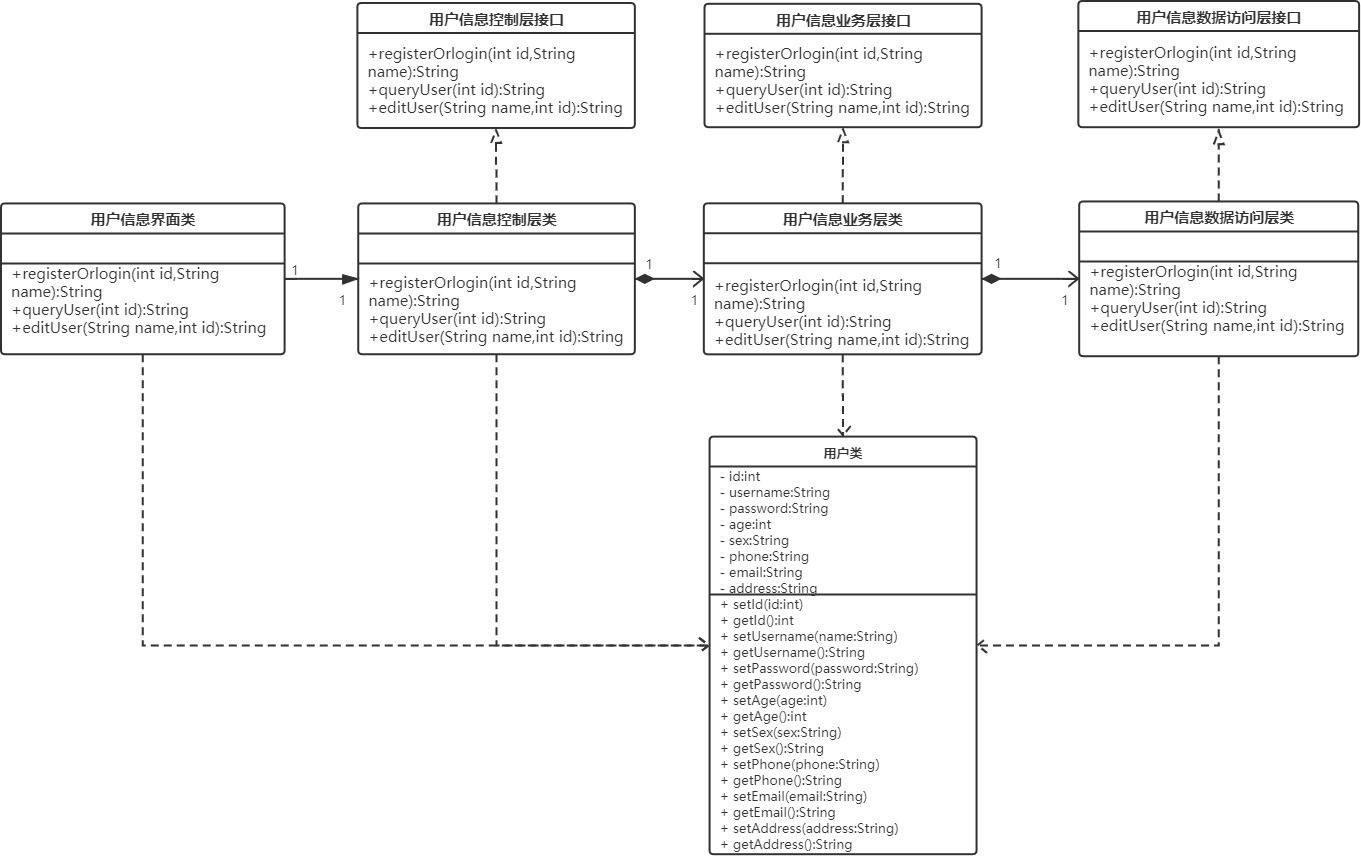 用户信息控制层接口
+registerOrlogin(int id,String
name):String
+queryUser(int id):String
+editUser(String name,int id):String
用户信息业务层接口
+registerOrlogin(int id,String
name):String
+queryUser(int id):String
+editUser(String name,int id):String
用户信息数据访问层接口
+registerOrlogin(int id,String
name):String
+queryUser(int id):String
+editUser(String name,int id):String
用户信息界面类
+registerOrlogin(int id,String
name):String
+queryUser(int id):String
+editUser(String name,int id):String
1
1
用户信息控制层类
+registerOrlogin(int id,String
name):String
+queryUser(int id):String
+editUser(String name,int id):String
1
1
用户信息业务层类
+registerOrlogin(int id,String
name):String
+queryUser(int id):String
+editUser(String name,int id):String
1
1
用户信息数据访问层类
+registerOrlogin(int id,String
name):String
+queryUser(int id):String
+editUser(String name,int id):String
用户类
- id:int
- username:String
- password:String
- age:int
- sex:String
- phone:String
- email:String
- address:String
+ setId(id:int)
+ getId():int
+ setUsername(name:String)
+ getUsername():String
+ setPassword(password:String)
+ getPassword():String
+ setAge(age:int)
+ getAge():int
+ setSex(sex:String)
+ getSex():String
+ setPhone(phone:String)
+ getPhone():String
+ setEmail(email:String)
+ getEmail():String
+ setAddress(address:String)
+ getAddress():String